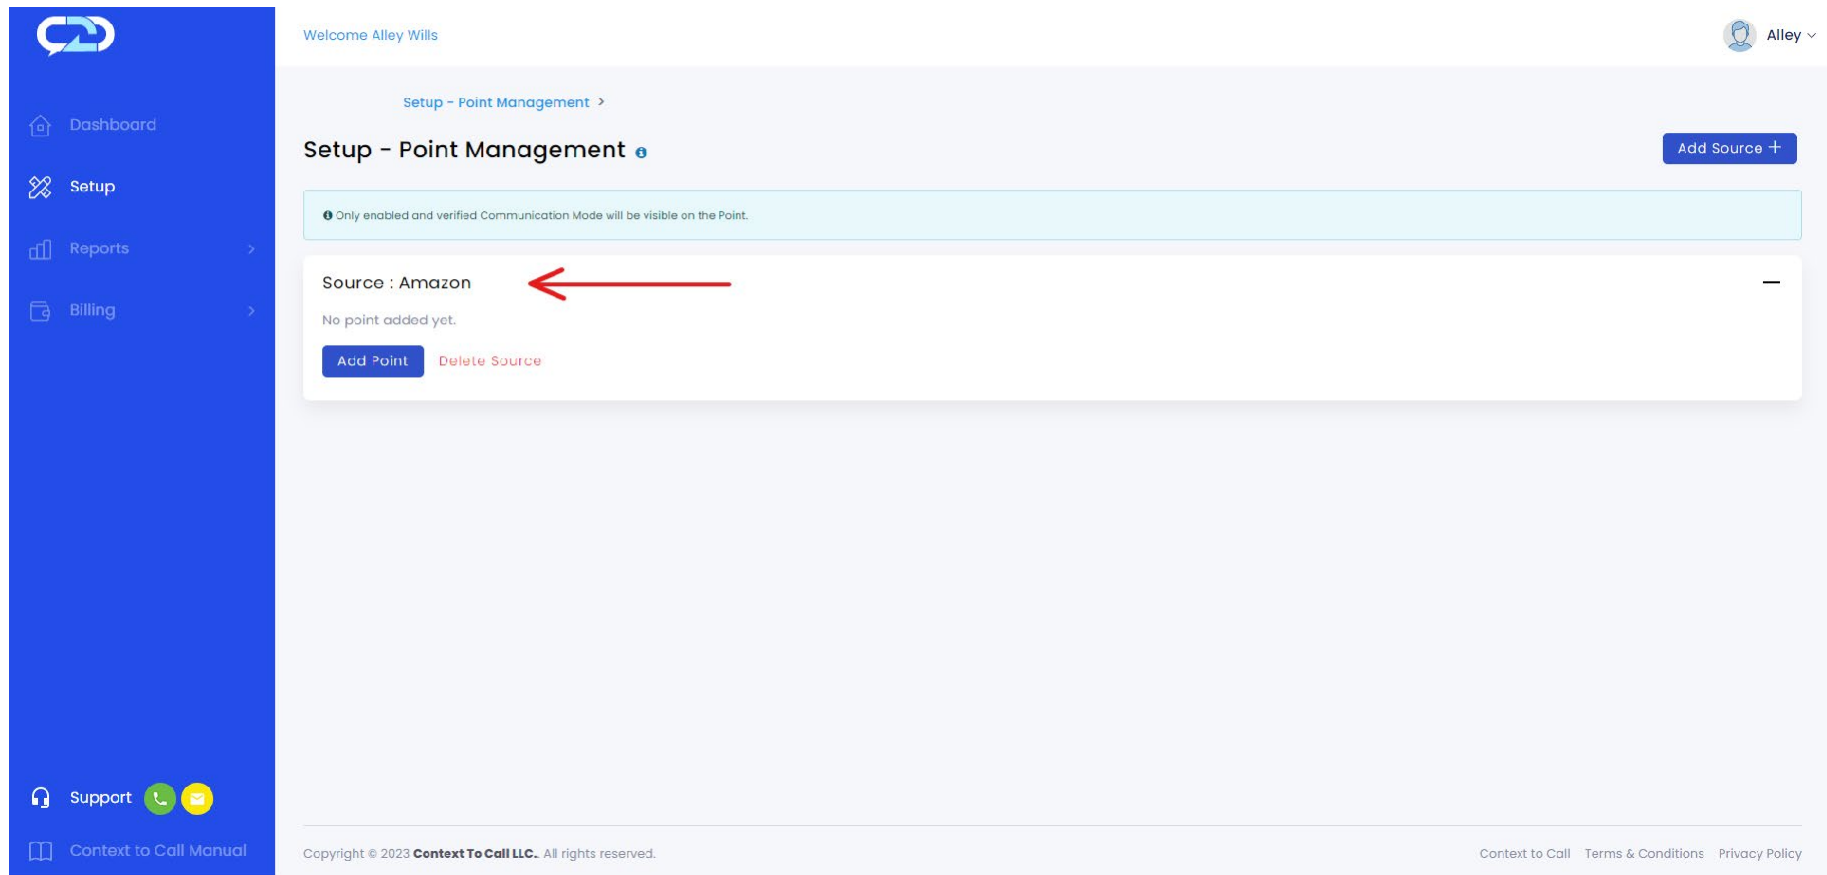 Welcome Alley Wills
Alley
Dashboard
Setup
Reports
Billing
Support
Context to Call Manual
Setup - Point Management >
Setup - Point Management
Add Source +
Only enabled and verified Communication Mode will be visible on the Point.
Source : Amazon
No point added yet.
Add Point Delete Source
Copyright © 2023 Context To Call LLC.. All rights reserved.
Context to Call Terms & Conditions Privacy Policy